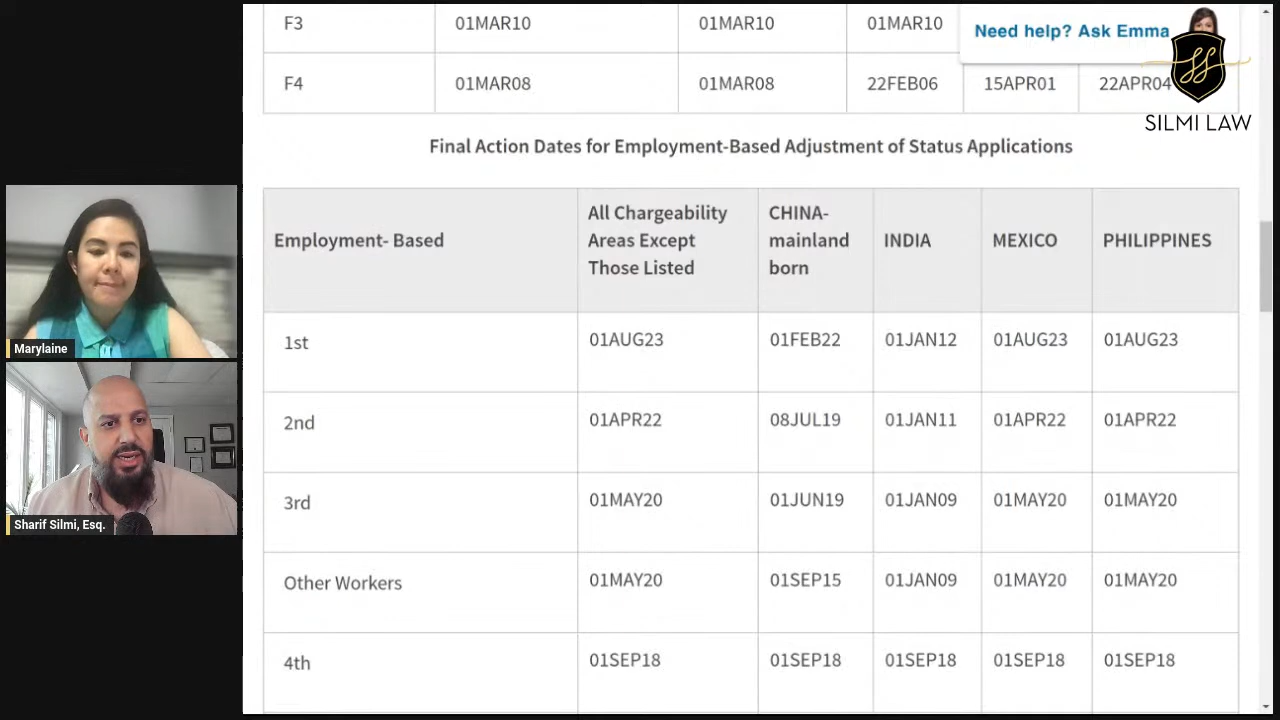 F3 01MAR10 01MAR10 01MAR10
Need help? Ask Emma
F4 01MAR08 01MAR08 22FEB06 15APR01 22APR04
SILMI LAW
Final Action Dates for Employment-Based Adjustment of Status Applications
Employment- Based
All Chargeability
Areas Except
Those Listed
CHINA-
mainland
born
INDIA
MEXICO
PHILIPPINES
1st 01AUG23 01FEB22 01JAN12 01AUG23 01AUG23
2nd 01APR22 08JUL19 01JAN11 01APR22 01APR22
3rd 01MAY20 01JUN19 01JAN09 01MAY20 01MAY20
Other Workers 01MAY20 01SEP15 01JAN09 01MAY20 01MAY20
4th 01SEP18 01SEP18 01SEP18 01SEP18 01SEP18
Marylaine
Sharif Silmi, Esq.